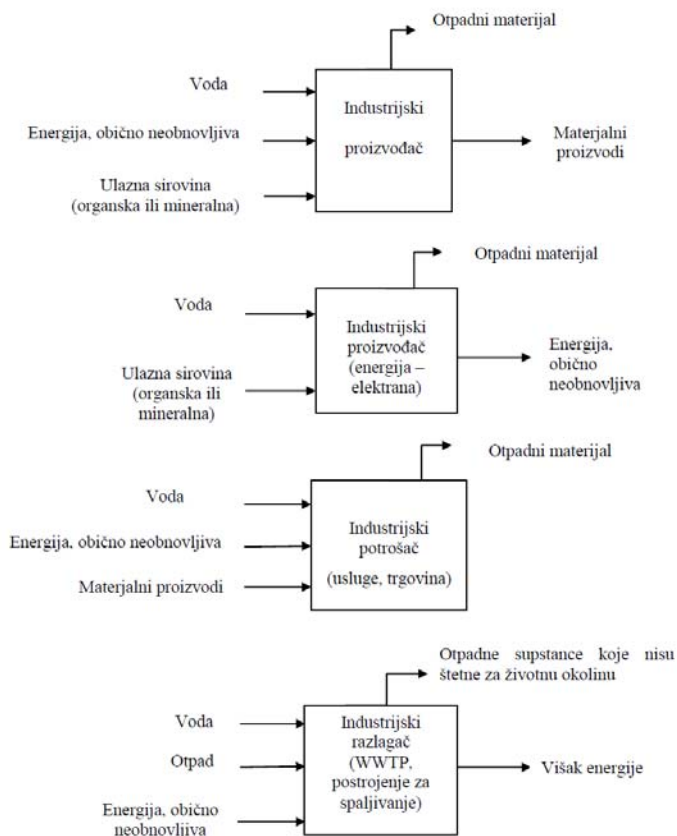 Otpadni materijal
Voda
Energija, obično neobnovljiva
Ulazna sirovina
(organska ili mineralna)
Industrijski
proizvođač
Materjalni
proizvodi
Otpadni materijal
Voda
Ulazna sirovina
(organska ili
mineralna)
Industrijski
proizvođač
(energija –
elektrana)
Energija,
obično
neobnovljiva
Otpadni materijal
Voda
Energija, obično neobnovljiva
Materjalni proizvodi
Industrijski
potrošač
(usluge, trgovina)
Otpadne supstance koje nisu
štetne za životnu okolinu
Voda
Otpad
Energija, obično
neobnovljiva
Industrijski
razlagač
(WWTP,
postrojenje za
spaljivanje)
Višak energije